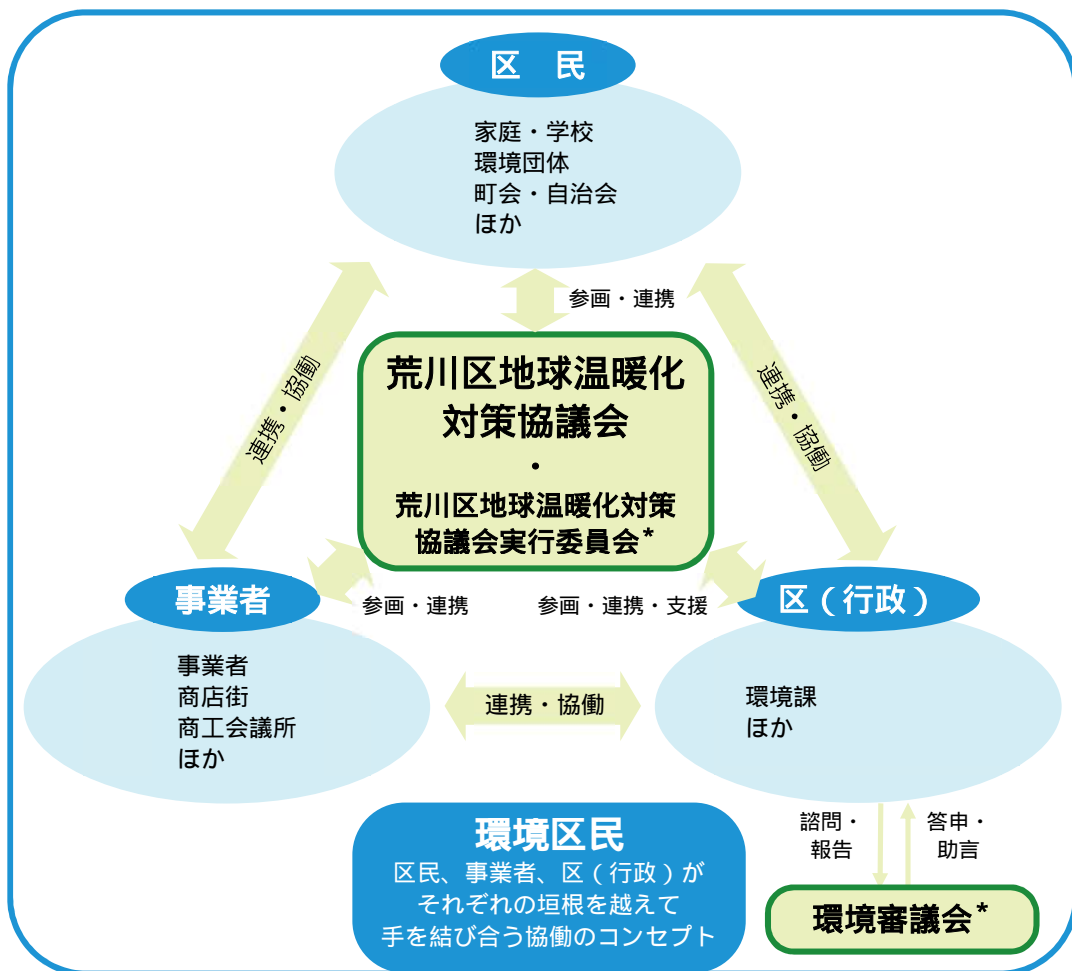 区　民
家庭・学校
環境団体
町会・自治会
ほか
参画・連携
連携・協働
連携・協働
荒川区地球温暖化
対策協議会
・
荒川区地球温暖化対策
協議会実行委員会*
事業者
参画・連携
参画・連携・支援
区（行政）
事業者
商店街
商工会議所
ほか
連携・協働
環境課
ほか
環境区民
区民、事業者、区（行政）が
それぞれの垣根を越えて
手を結び合う協働のコンセプト
諮問・
報告
答申・
助言
環境審議会*